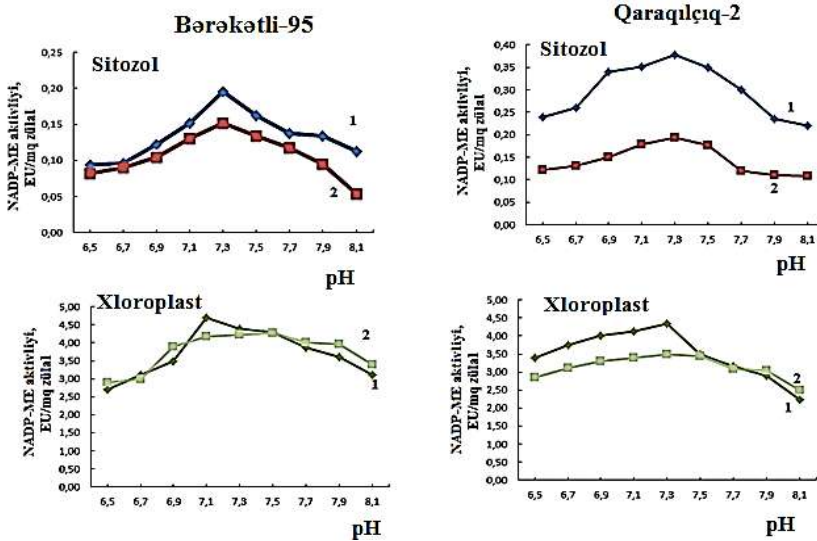 Bərəkətli-95
Sitozol
NADP-ME aktivliyi,
EU/mq zülal
0,25
0,20
0,15
0,10
0,05
0,00
1
2
6,5 6,7 6,9 7,1 7,3 7,5 7,7 7,9 8,1
pH
Qaraqılçıq-2
Sitozol
NADP-ME aktivliyi,
EU/mq zülal
0,40
0,35
0,30
0,25
0,20
0,15
0,10
0,05
0,00
1
2
6,5 6,7 6,9 7,1 7,3 7,5 7,7 7,9 8,1
pH
Xloroplast
NADP-ME aktivliyi,
EU/mq zülal
5,00
4,50
4,00
3,50
3,00
2,50
2,00
1,50
1,00
0,50
0,00
2
1
6,5 6,7 6,9 7,1 7,3 7,5 7,7 7,9 8,1
pH
Xloroplast
NADP-ME aktivliyi,
EU/mq zülal
5,00
4,50
4,00
3,50
3,00
2,50
2,00
1,50
1,00
0,50
0,00
2
1
6,5 6,7 6,9 7,1 7,3 7,5 7,7 7,9 8,1
pH